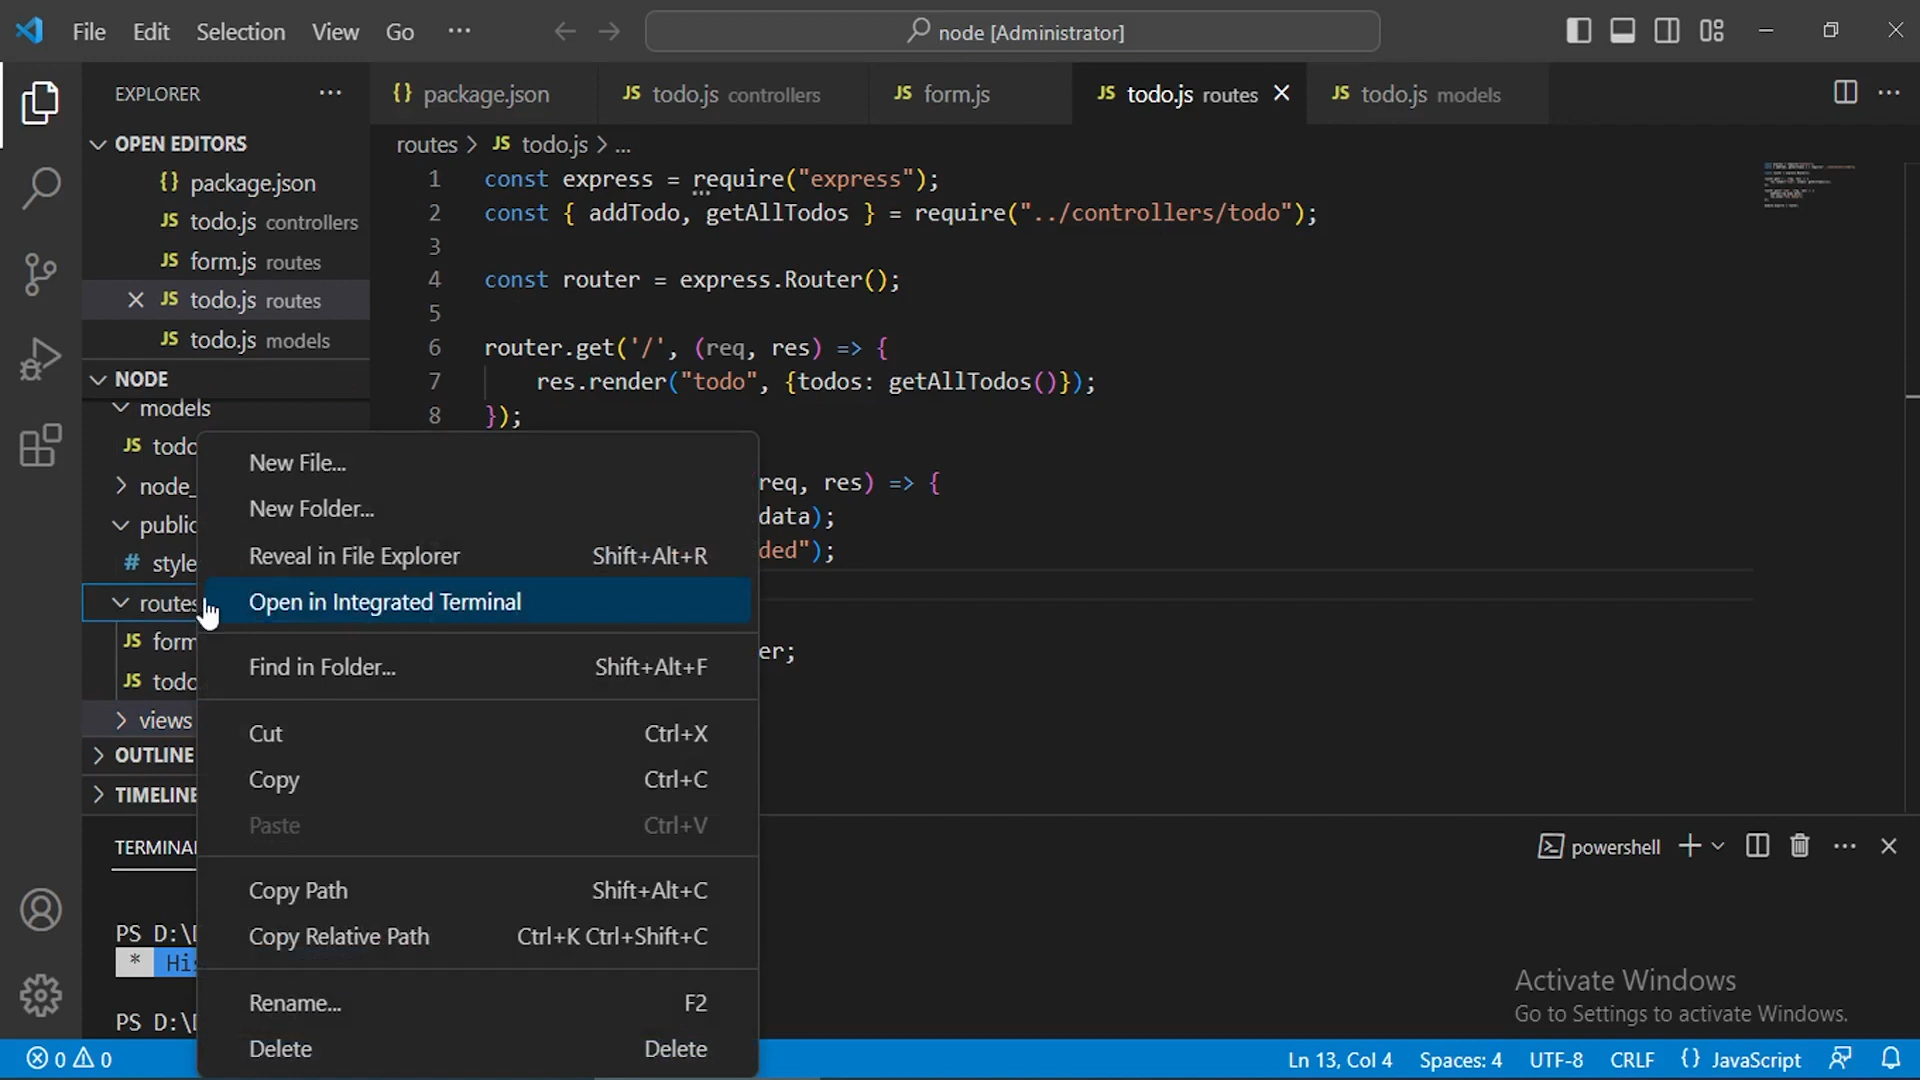 File Edit Selection View Go ···
node [Administrator]
EXPLORER ···
OPEN EDITORS
{} package.json
JS todo.js controllers
JS form.js routes
JS todo.js routes
JS todo.js models
NODE
models
JS todo
node_
public
# style
routes
JS form
JS todo
views
OUTLINE
TIMELINE
{} package.json
JS todo.js controllers
JS form.js
JS todo.js routes
JS todo.js models
routes > JS todo.js > ...
1 const express = require("express");
2 const { addTodo, getAllTodos } = require("../controllers/todo");
3
4 const router = express.Router();
5
6 router.get('/', (req, res) => {
7 res.render("todo", {todos: getAllTodos()});
8 });
req, res) => {
data);
ded");
er;
New File...
New Folder...
Reveal in File Explorer Shift+Alt+R
Open in Integrated Terminal
Find in Folder... Shift+Alt+F
Cut Ctrl+X
Copy Ctrl+C
Paste Ctrl+V
Copy Path Shift+Alt+C
Copy Relative Path Ctrl+K Ctrl+Shift+C
Rename... F2
Delete Delete
TERMINAL
powershell
PS D:\
* His
PS D:\
Activate Windows
Go to Settings to activate Windows.
0 0
Ln 13, Col 4 Spaces: 4 UTF-8 CRLF {} JavaScript